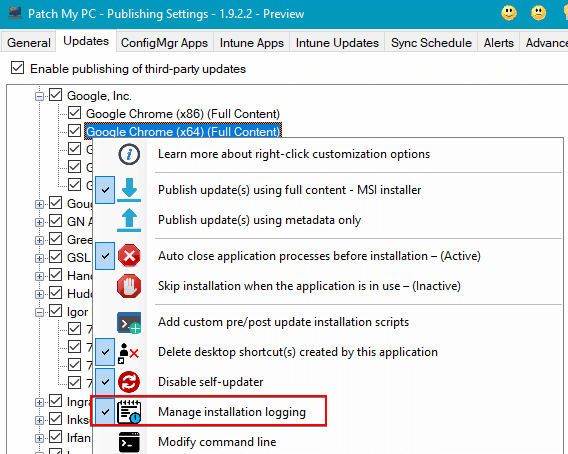 Patch My PC - Publishing Settings - 1.9.2.2 - Preview
General Updates ConfigMgr Apps Intune Apps Intune Updates Sync Schedule Alerts Advance
Enable publishing of third-party updates
Google, Inc.
Google Chrome (x86) (Full Content)
Google Chrome (x64) (Full Content)
G
Learn more about right-click customization options
G
G
Publish update(s) using full content - MSI installer
Goug
GN A
Publish update(s) using metadata only
Gree
GSL
Auto close application processes before installation – (Active)
Hand
Skip installation when the application is in use – (Inactive)
Hudd
Igor
7
Add custom pre/post update installation scripts
7
Delete desktop shortcut(s) created by this application
7
7
Disable self-updater
Ingra
Manage installation logging
Inks
Irfan
Modify command line